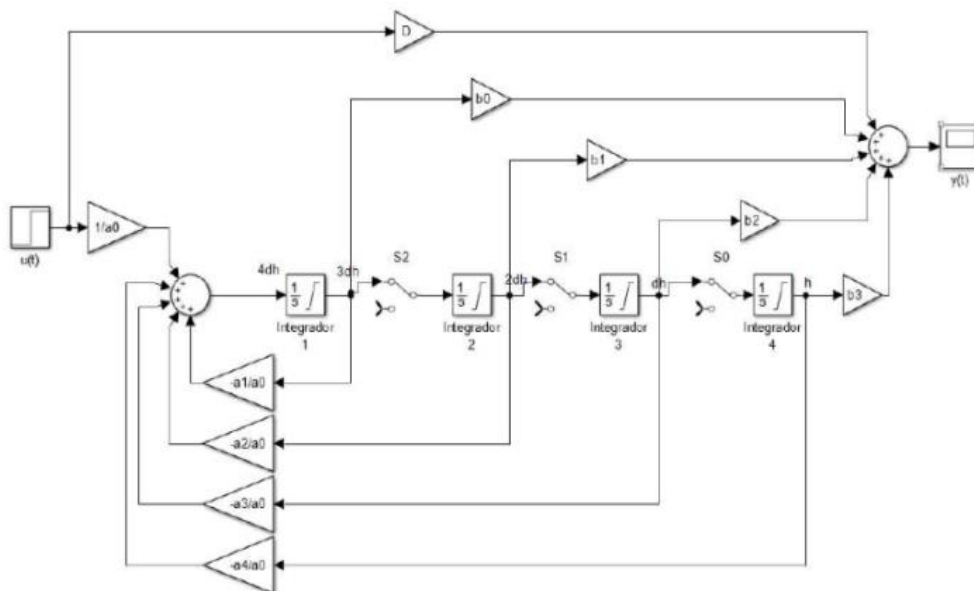 D
b0
b1
y(t)
b2
1/a0
u(t)
S2
S1
S0
4dh
3dh
2dh
dh
h
1
s
1
s
1
s
1
s
b3
Integrador
1
Integrador
2
Integrador
3
Integrador
4
-a1/a0
-a2/a0
-a3/a0
-a4/a0